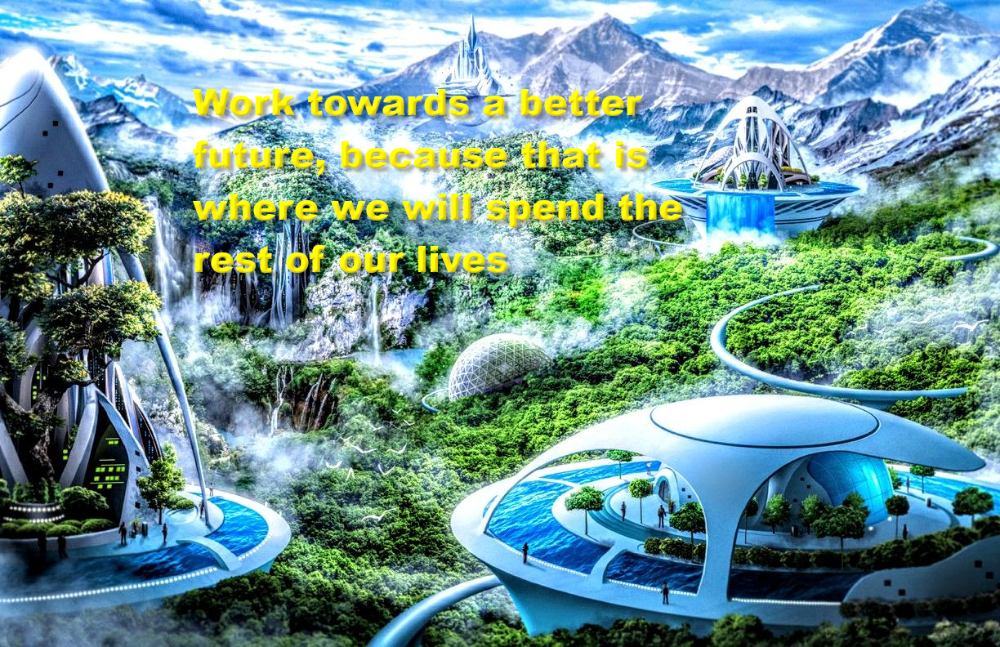 Work towards a better
future, because that is
where we will spend the
rest of our lives